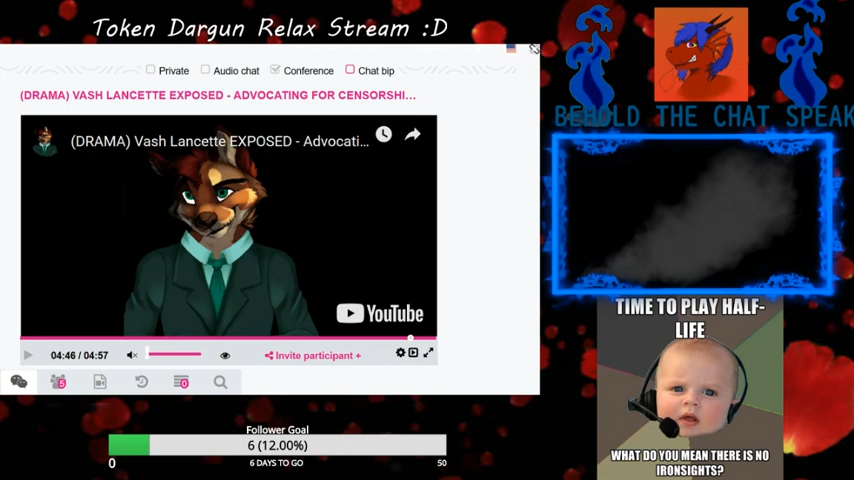 Token Dargun Relax Stream :D
Private
Audio chat
Conference
Chat bip
(DRAMA) VASH LANCETTE EXPOSED - ADVOCATING FOR CENSORSHI...
(DRAMA) Vash Lancette EXPOSED - Advocati...
YouTube
04:46 / 04:57
Invite participant +
5
0
Follower Goal
6 (12.00%)
0
6 DAYS TO GO
50
BEHOLD THE CHAT SPEAK
TIME TO PLAY HALF-
LIFE
WHAT DO YOU MEAN THERE IS NO
IRONSIGHTS?